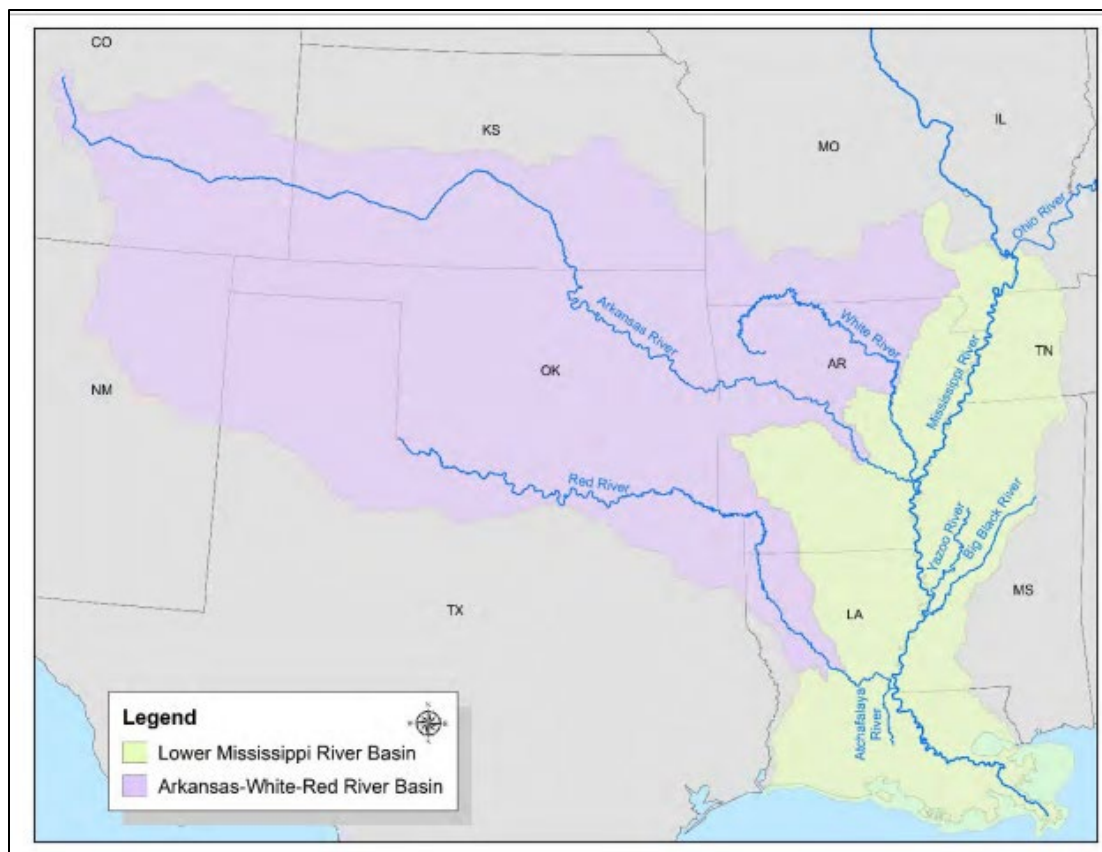 CO
KS
MO
IL
Ohio River
Arkansas River
White River
Mississippi River
TN
AR
OK
NM
Red River
Yazoo River
Big Black River
MS
TX
LA
Atchafalaya
River
Legend
Lower Mississippi River Basin
Arkansas-White-Red River Basin